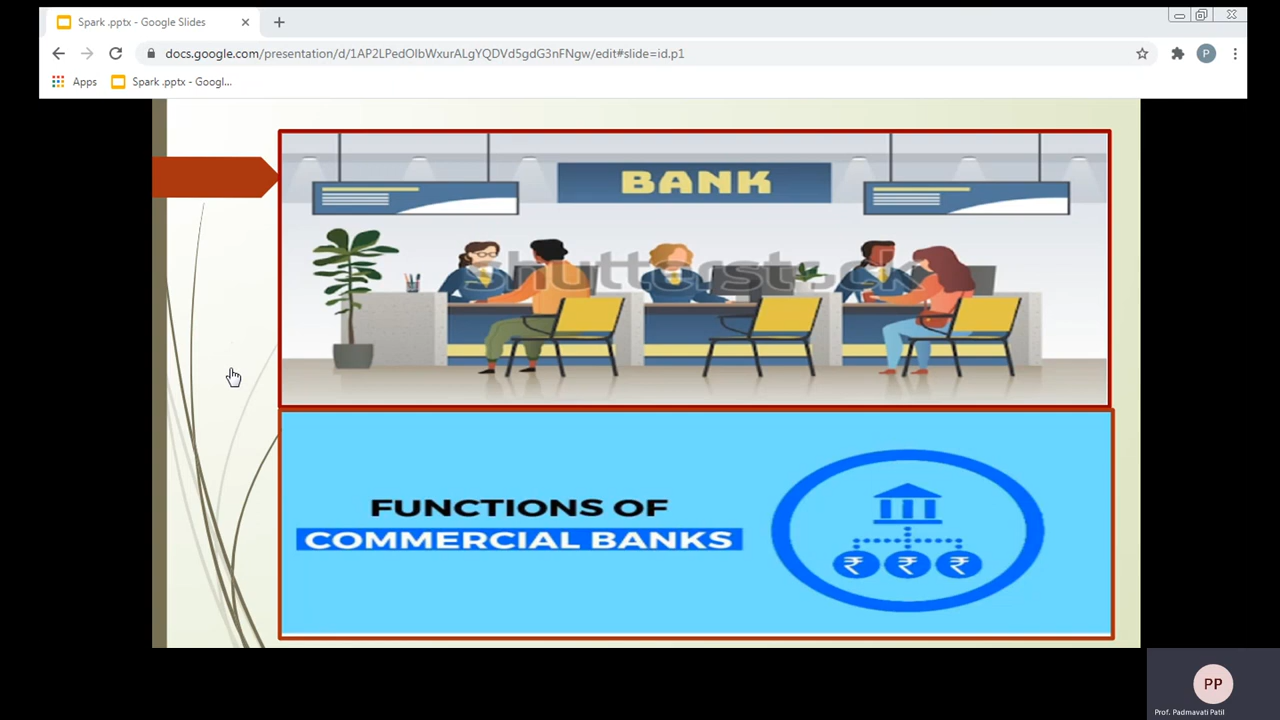 Spark .pptx - Google Slides
docs.google.com/presentation/d/1AP2LPedOlbWxurALgYQDVd5gdG3nFNgw/edit#slide=id.p1
P
Apps
Spark .pptx - Googl...
BANK
shutterstock
FUNCTIONS OF
COMMERCIAL BANKS
₹ ₹ ₹
PP
Prof. Padmavati Patil